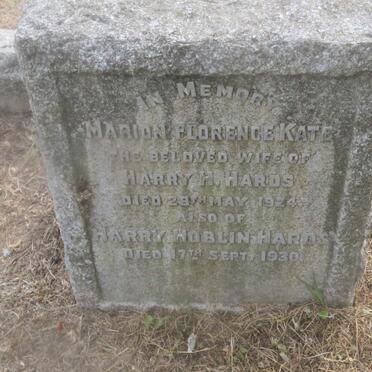 IN MEMORY
MARION FLORENCE KATE
THE BELOVED WIFE OF
HARRY H. HARDS
DIED 28TH MAY 1924
ALSO OF
HARRY NOBLIN HARDS
DIED 17TH SEPT. 1930